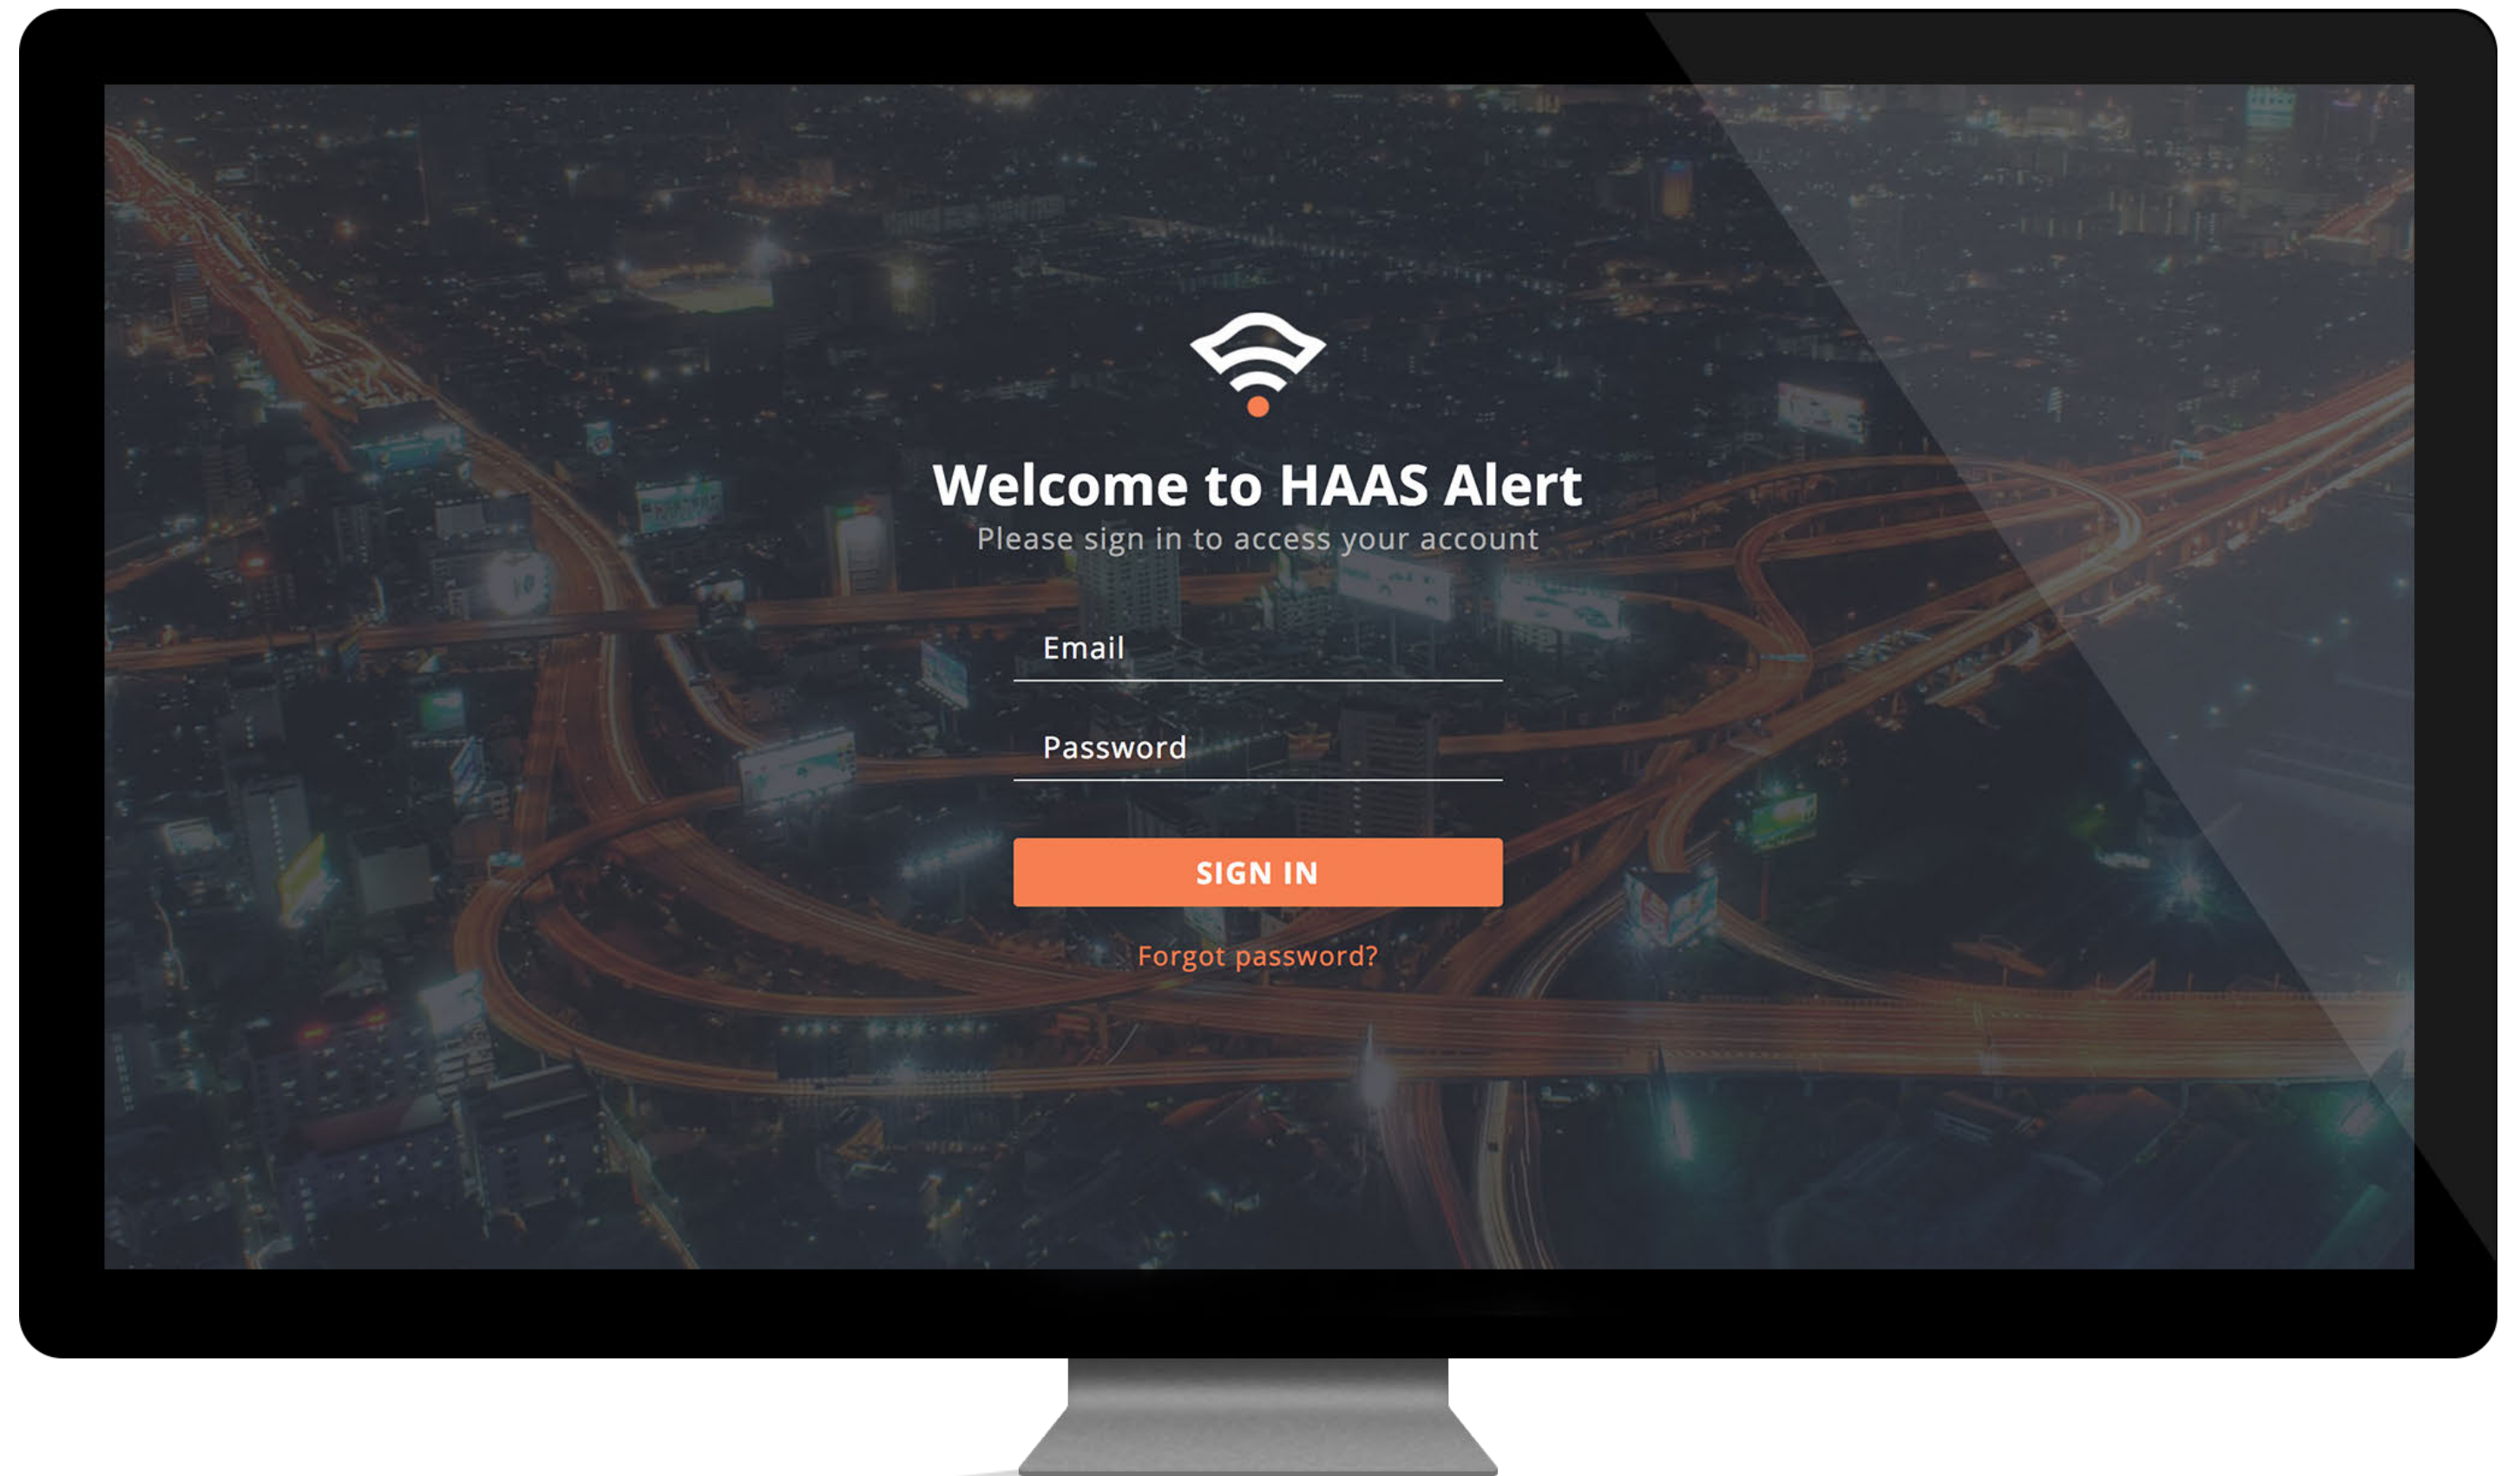 Welcome to HAAS Alert
Please sign in to access your account
Email
Password
SIGN IN
Forgot password?